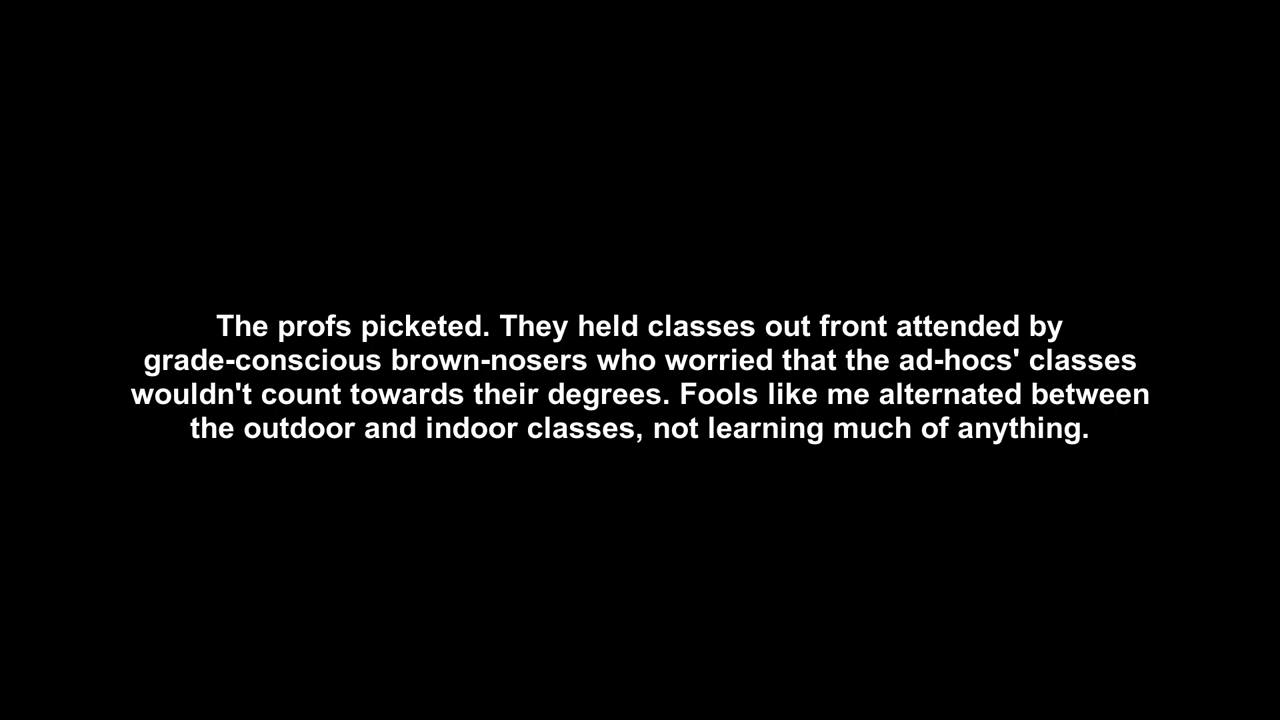 The profs picketed. They held classes out front attended by
grade-conscious brown-nosers who worried that the ad-hocs' classes
wouldn't count towards their degrees. Fools like me alternated between
the outdoor and indoor classes, not learning much of anything.